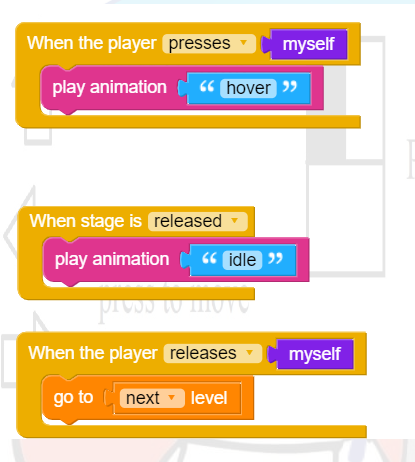 When the player presses myself
play animation “ hover ”
When stage is released
play animation “ idle ”
press to move
When the player releases myself
go to next level